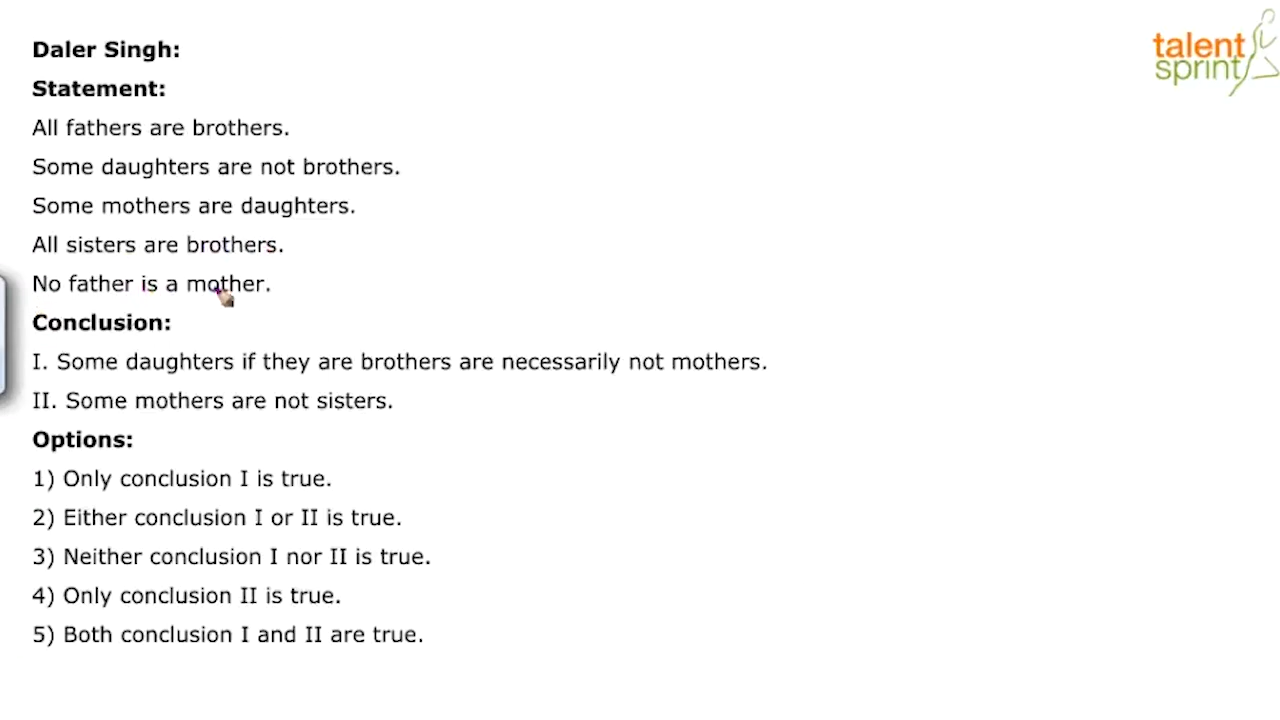 talent
sprint
Daler Singh:
Statement:
All fathers are brothers.
Some daughters are not brothers.
Some mothers are daughters.
All sisters are brothers.
No father is a mother.
Conclusion:
I. Some daughters if they are brothers are necessarily not mothers.
II. Some mothers are not sisters.
Options:
1) Only conclusion I is true.
2) Either conclusion I or II is true.
3) Neither conclusion I nor II is true.
4) Only conclusion II is true.
5) Both conclusion I and II are true.